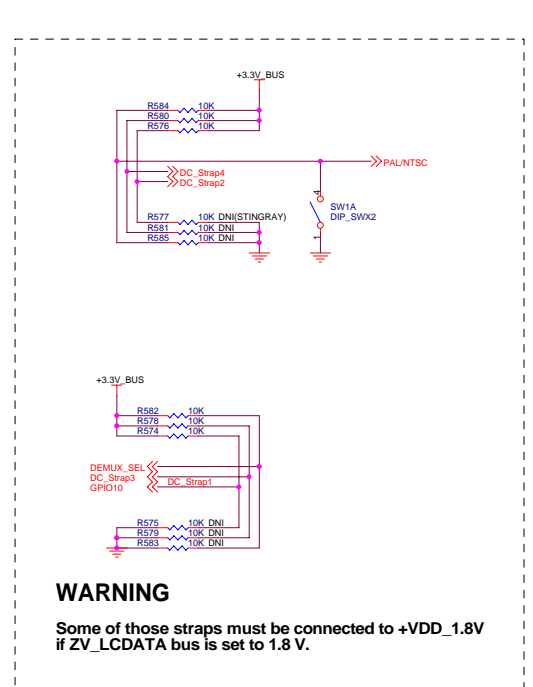 +3.3V_BUS
R584 10K
R580 10K
R576 10K
PAL/NTSC
DC_Strap4
DC_Strap2
4
SW1A
DIP_SWX2
1
R577 10K DNI(STINGRAY)
R581 10K DNI
R585 10K DNI
+3.3V_BUS
R582 10K
R578 10K
R574 10K
DEMUX_SEL
DC_Strap3
GPIO10 DC_Strap1
R575 10K DNI
R579 10K DNI
R583 10K DNI
WARNING
Some of those straps must be connected to +VDD_1.8V
if ZV_LCDATA bus is set to 1.8 V.